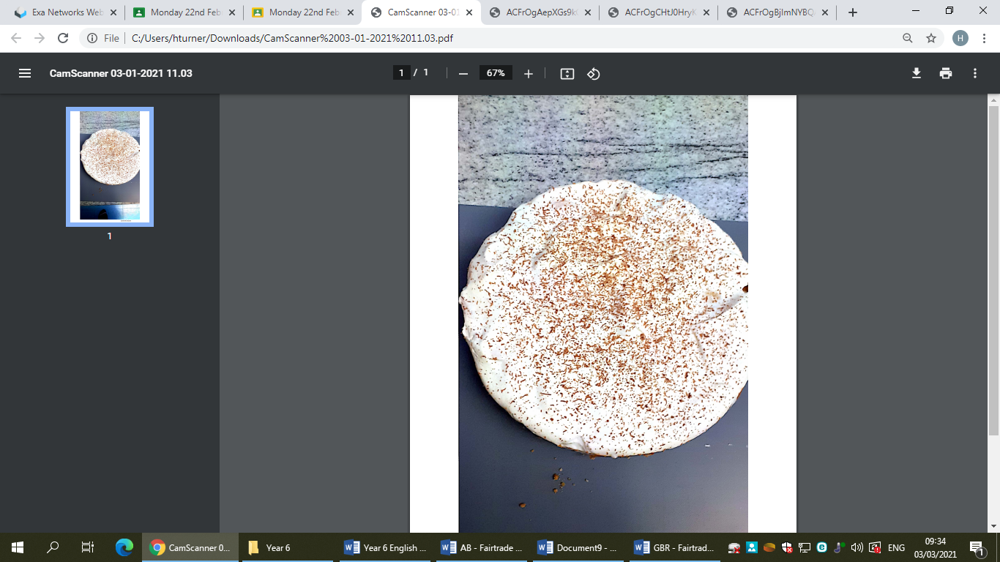 Exa Networks Web
Monday 22nd Feb
Monday 22nd Feb
CamScanner 03-01
ACFrOgAepXGs9k
ACFrOgCHtJ0HryK
ACFrOgBjImNYBQ
File
C:/Users/hturner/Downloads/CamScanner%2003-01-2021%2011.03.pdf
H
CamScanner 03-01-2021 11.03
1 / 1
67%
1
CamScanner 0...
Year 6
Year 6 English ...
AB - Fairtrade ...
Document9 - ...
GBR - Fairtrad...
ENG
09:34
03/03/2021
1